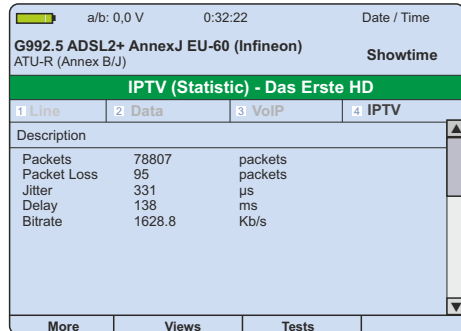 a/b: 0,0 V 0:32:22 Date / Time
G992.5 ADSL2+ AnnexJ EU-60 (Infineon)
ATU-R (Annex B/J) Showtime
IPTV (Statistic) - Das Erste HD
1 Line 2 Data 3 VoIP 4 IPTV
Description
Packets 78807 packets
Packet Loss 95 packets
Jitter 331 µs
Delay 138 ms
Bitrate 1628.8 Kb/s
More Views Tests